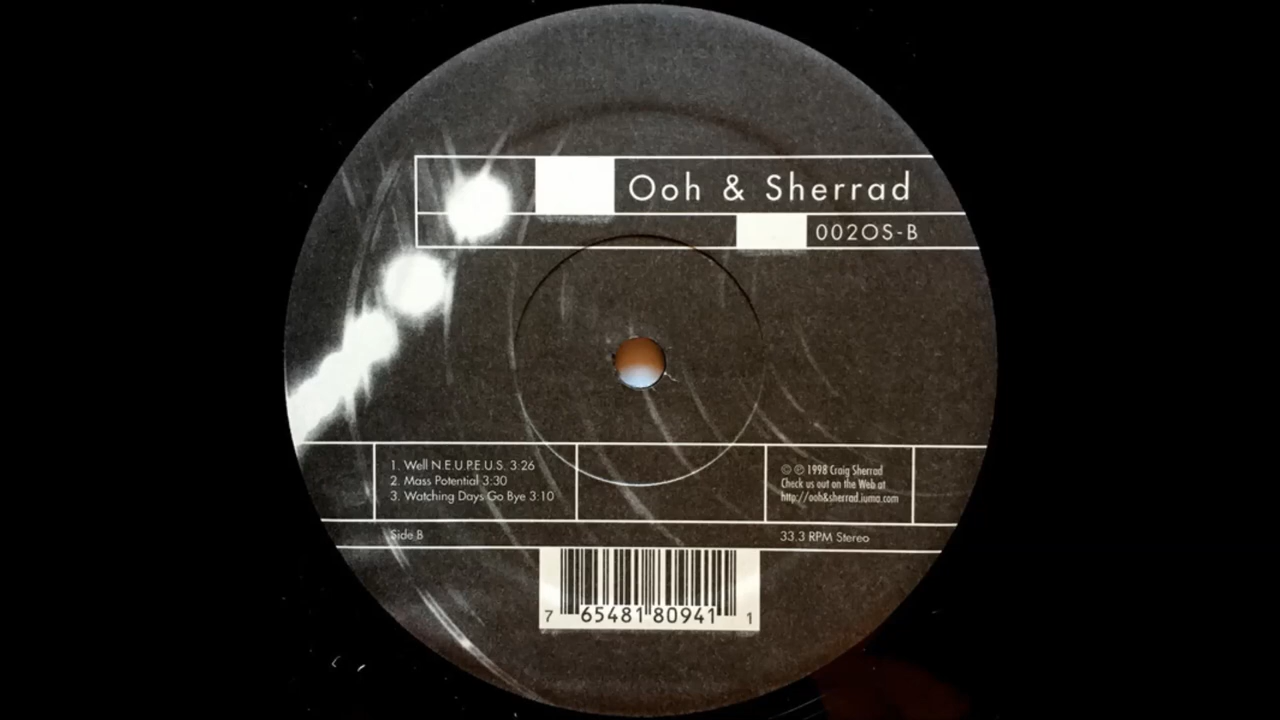 Ooh & Sherrad
002OS-B
1. Well N.E.U.P.E.U.S. 3:26
2. Mass Potential 3:30
3. Watching Days Go Bye 3:10
© ℗ 1998 Craig Sherrad
Check us out on the Web at
http://ooh&sherrad.iuma.com
Side B
33.3 RPM Stereo
7 65481 80941 1